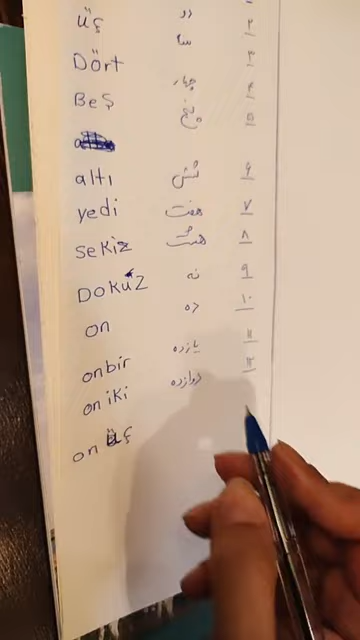 üç دو ۲
Dört سه ۳
Beş چهار ۴
پنج ۵
altı شش ۶
yedi هفت ۷
sekiz هشت ۸
Dokuz نه ۹
on ده ۱۰
onbir یازده ۱۱
on iki دوازده ۱۲
on üç